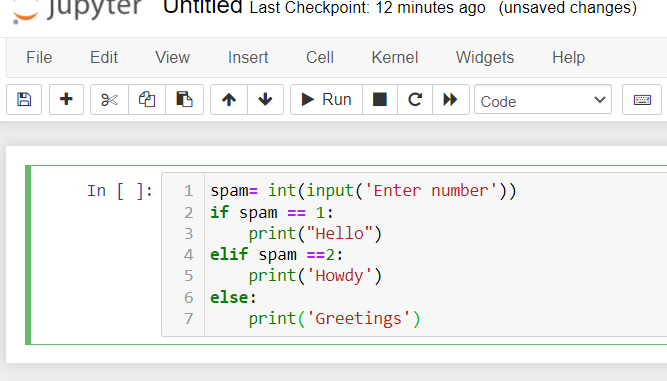 jupyter Untitled Last Checkpoint: 12 minutes ago (unsaved changes)
File Edit View Insert Cell Kernel Widgets Help
Run Code
In [ ]:
1 spam= int(input('Enter number'))
2 if spam == 1:
3     print("Hello")
4 elif spam ==2:
5     print('Howdy')
6 else:
7     print('Greetings')